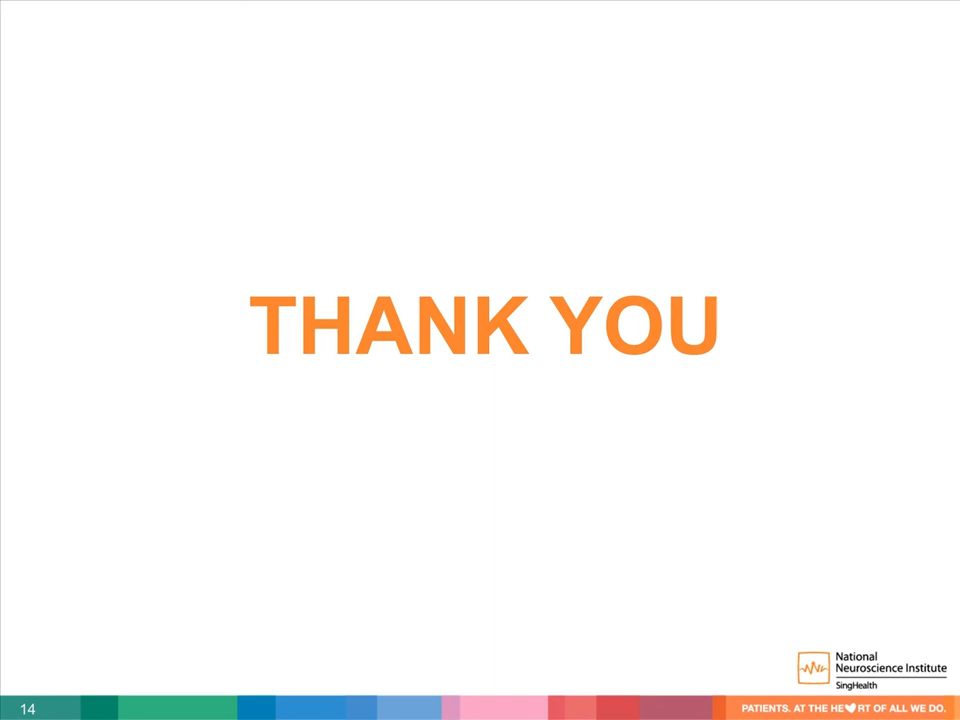 THANK YOU
National
Neuroscience Institute
SingHealth
14
PATIENTS. AT THE HE♥RT OF ALL WE DO.